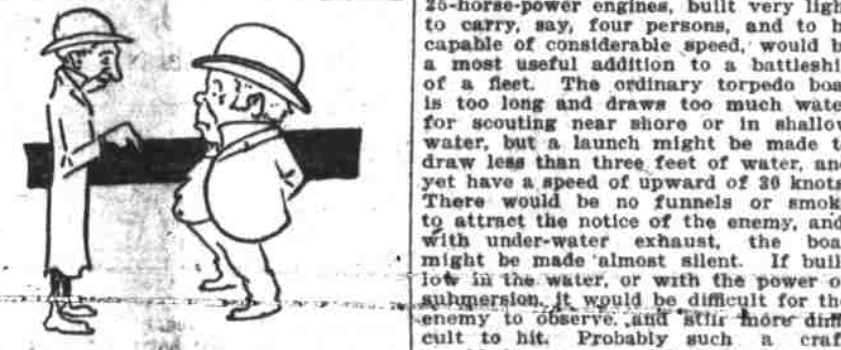 25-horse-power engines, built very ligh
to carry, say, four persons, and to b
capable of considerable speed, would b
a most useful addition to a battleshi
of a fleet. The ordinary torpedo boa
is too long and draws too much wate
for scouting near shore or in shallow
water, but a launch might be made t
draw less than three feet of water, and
yet have a speed of upward of 20 knots
There would be no funnels or smok
to attract the notice of the enemy, and
with under-water exhaust, the boa
might be made almost silent. If buil
low in the water, or with the power o
submersion, it would be difficult for th
enemy to observe, and still more diffi
cult to hit. Probably such a craf